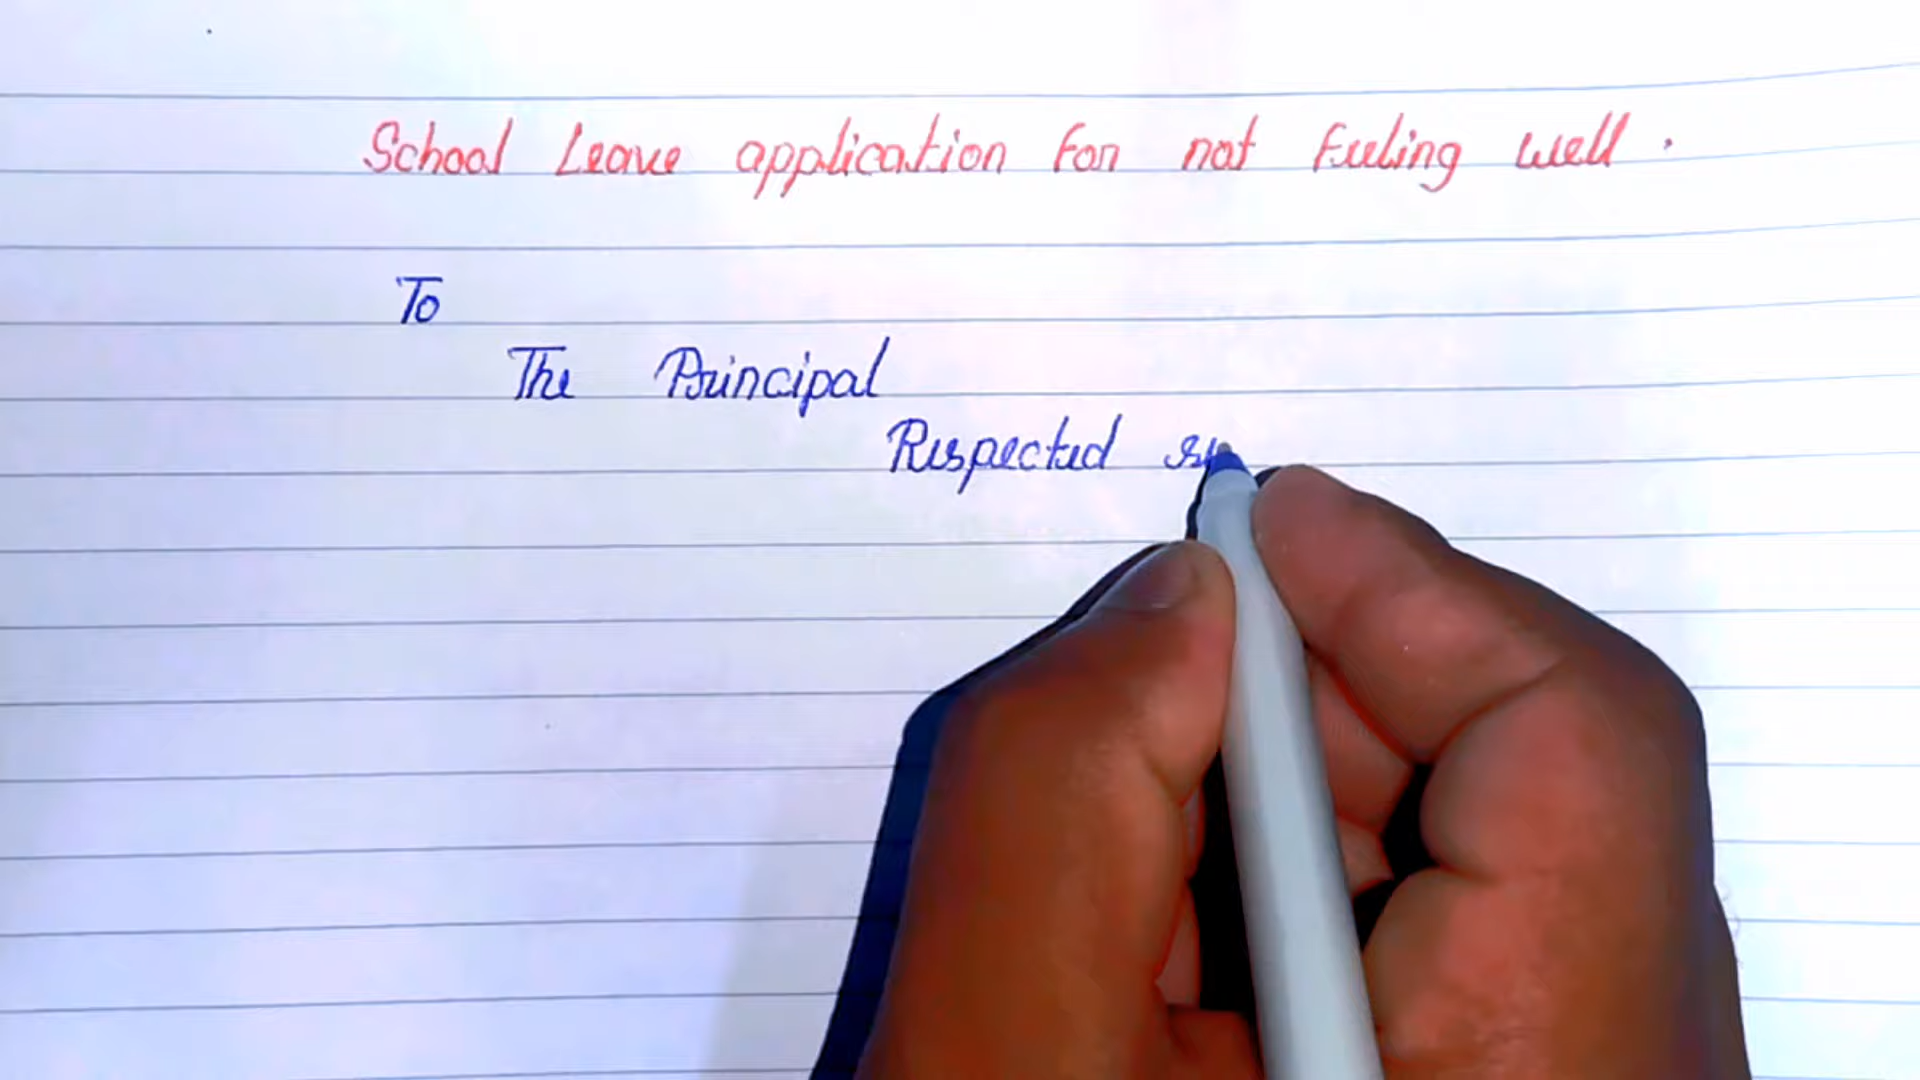 School Leave application for not feeling well.
To
The Principal
Respected